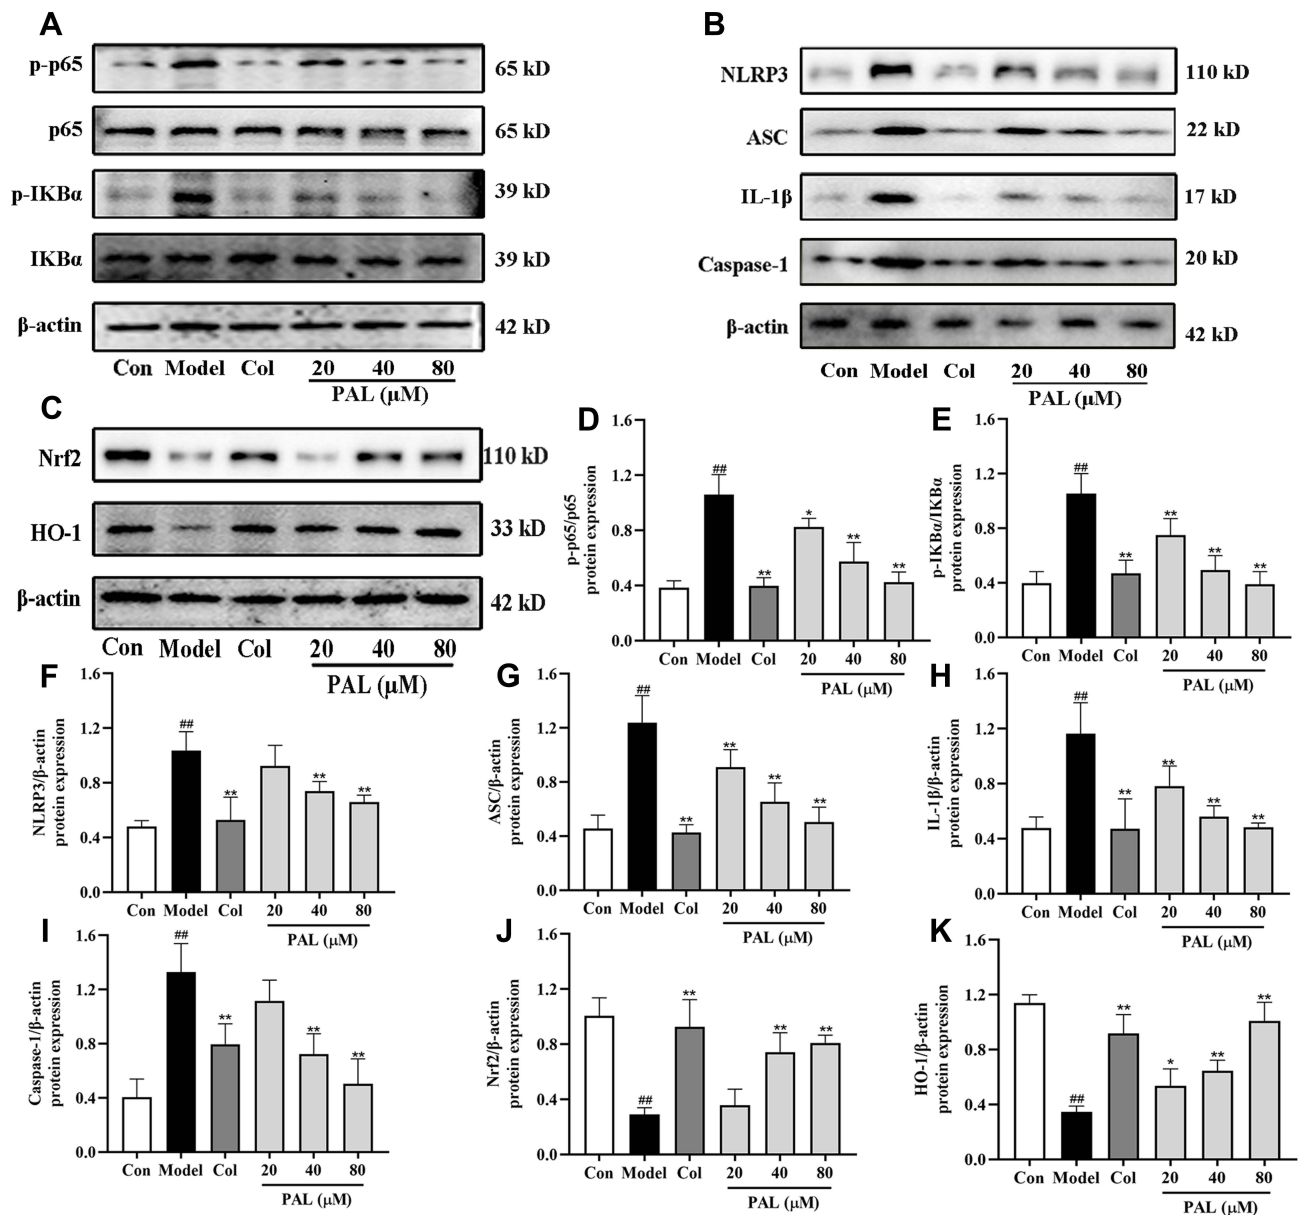 A
p-p65
65 kD
p65
65 kD
p-IKBα
39 kD
IKBα
39 kD
β-actin
42 kD
Con Model Col 20 40 80
PAL (μM)
B
NLRP3
110 kD
ASC
22 kD
IL-1β
17 kD
Caspase-1
20 kD
β-actin
42 kD
Con Model Col 20 40 80
PAL (μM)
C
Nrf2
110 kD
HO-1
33 kD
β-actin
42 kD
Con Model Col 20 40 80
PAL (μM)
D
p-p65/p65
protein expression
1.6
1.2
0.8
0.4
0.0
##
**
*
**
**
Con Model Col 20 40 80
PAL (μM)
E
p-IKBα/IKBα
protein expression
1.6
1.2
0.8
0.4
0.0
##
**
**
**
**
Con Model Col 20 40 80
PAL (μM)
F
NLRP3/β-actin
protein expression
1.6
1.2
0.8
0.4
0.0
##
**
**
**
Con Model Col 20 40 80
PAL (μM)
G
ASC/β-actin
protein expression
1.6
1.2
0.8
0.4
0.0
##
**
**
**
**
Con Model Col 20 40 80
PAL (μM)
H
IL-1β/β-actin
protein expression
1.6
1.2
0.8
0.4
0.0
##
**
**
**
**
Con Model Col 20 40 80
PAL (μM)
I
Caspase-1/β-actin
protein expression
1.6
1.2
0.8
0.4
0.0
##
**
**
**
Con Model Col 20 40 80
PAL (μM)
J
Nrf2/β-actin
protein expression
1.6
1.2
0.8
0.4
0.0
##
**
**
**
Con Model Col 20 40 80
PAL (μM)
K
HO-1/β-actin
protein expression
1.6
1.2
0.8
0.4
0.0
##
**
*
**
**
Con Model Col 20 40 80
PAL (μM)